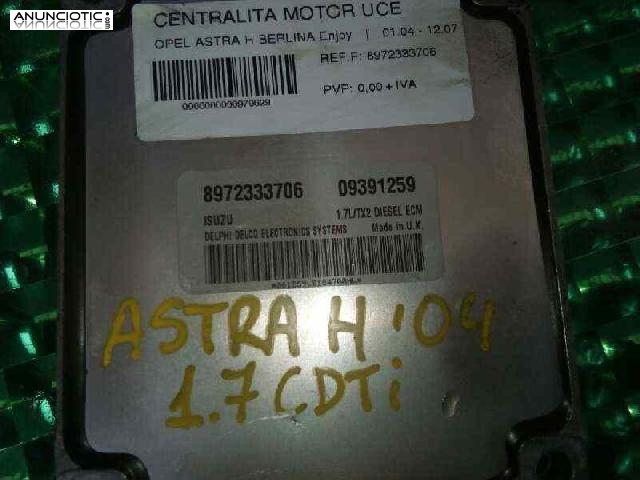 ANUNCIOTIC
CENTRALITA MOTOR UCE
OPEL ASTRA H BERLINA Enjoy | 01.04 - 12.07
REF.F: 8972333706
PVP: 0,00 + IVA
8972333706 09391259
ISUZU 1.7L/TX2 DIESEL ECM
DELPHI DELCO ELECTRONICS SYSTEMS Made in U.K.
ASTRA H '04
1.7 CDTi